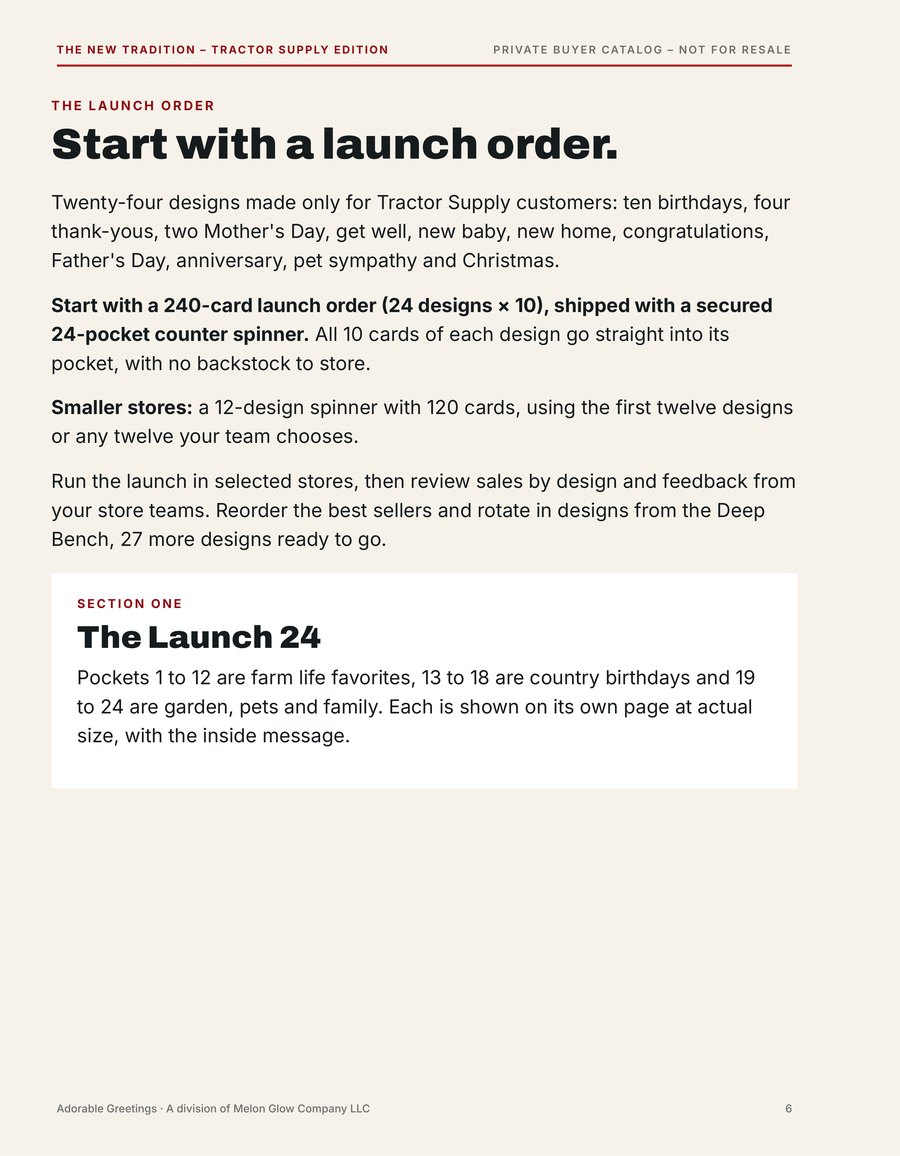 THE NEW TRADITION – TRACTOR SUPPLY EDITION
PRIVATE BUYER CATALOG – NOT FOR RESALE
THE LAUNCH ORDER
Start with a launch order.
Twenty-four designs made only for Tractor Supply customers: ten birthdays, four
thank-yous, two Mother's Day, get well, new baby, new home, congratulations,
Father's Day, anniversary, pet sympathy and Christmas.
Start with a 240-card launch order (24 designs × 10), shipped with a secured
24-pocket counter spinner. All 10 cards of each design go straight into its
pocket, with no backstock to store.
Smaller stores: a 12-design spinner with 120 cards, using the first twelve designs
or any twelve your team chooses.
Run the launch in selected stores, then review sales by design and feedback from
your store teams. Reorder the best sellers and rotate in designs from the Deep
Bench, 27 more designs ready to go.
SECTION ONE
The Launch 24
Pockets 1 to 12 are farm life favorites, 13 to 18 are country birthdays and 19
to 24 are garden, pets and family. Each is shown on its own page at actual
size, with the inside message.
Adorable Greetings · A division of Melon Glow Company LLC
6